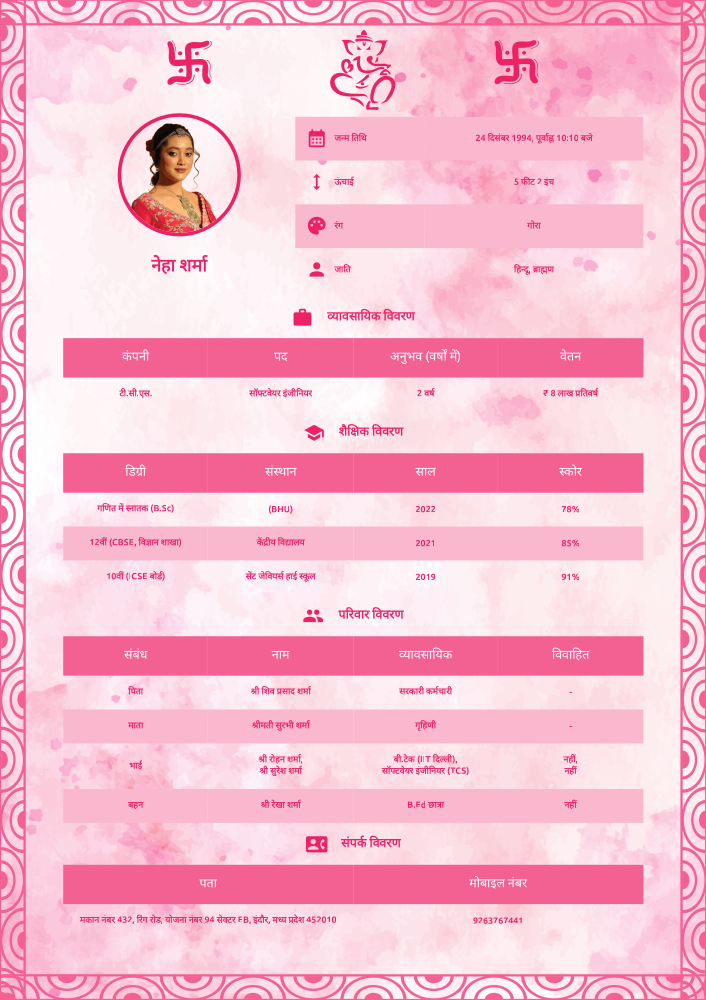 जन्म तिथि 24 दिसंबर 1994, पूर्वाह्न 10:10 बजे
ऊंचाई 5 फीट 2 इंच
रंग गोरा
नेहा शर्मा
जाति हिन्दू, ब्राह्मण
व्यावसायिक विवरण
कंपनी पद अनुभव (वर्षों में) वेतन
टी.सी.एस. सॉफ्टवेयर इंजीनियर 2 वर्ष ₹ 8 लाख प्रतिवर्ष
शैक्षिक विवरण
डिग्री संस्थान साल स्कोर
गणित में स्नातक (B.Sc) (BHU) 2022 78%
12वीं (CBSE, विज्ञान शाखा) केंद्रीय विद्यालय 2021 85%
10वीं (ICSE बोर्ड) सेंट जेवियर्स हाई स्कूल 2019 91%
परिवार विवरण
संबंध नाम व्यावसायिक विवाहित
पिता श्री शिव प्रसाद शर्मा सरकारी कर्मचारी -
माता श्रीमती सुरभी शर्मा गृहिणी -
भाई श्री रोहन शर्मा, बी.टेक (IIT दिल्ली), नहीं,
श्री सुरेश शर्मा सॉफ्टवेयर इंजीनियर (TCS) नहीं
बहन श्री रेखा शर्मा B.Ed छात्रा नहीं
संपर्क विवरण
पता मोबाइल नंबर
मकान नंबर 432, रिंग रोड, योजना नंबर 94 सेक्टर EB, इंदौर, मध्य प्रदेश 452010 9263767441